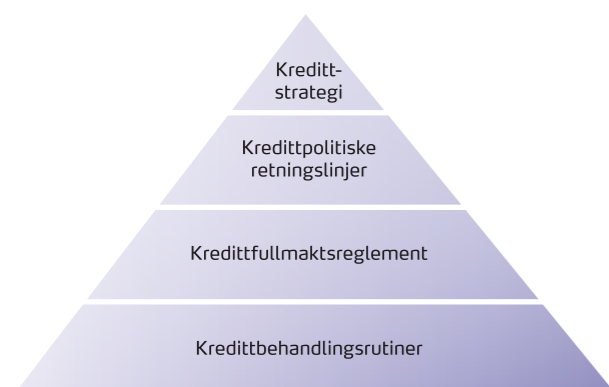 Kreditt-
strategi
Kredittpolitiske
retningslinjer
Kredittfullmaktsreglement
Kredittbehandlingsrutiner